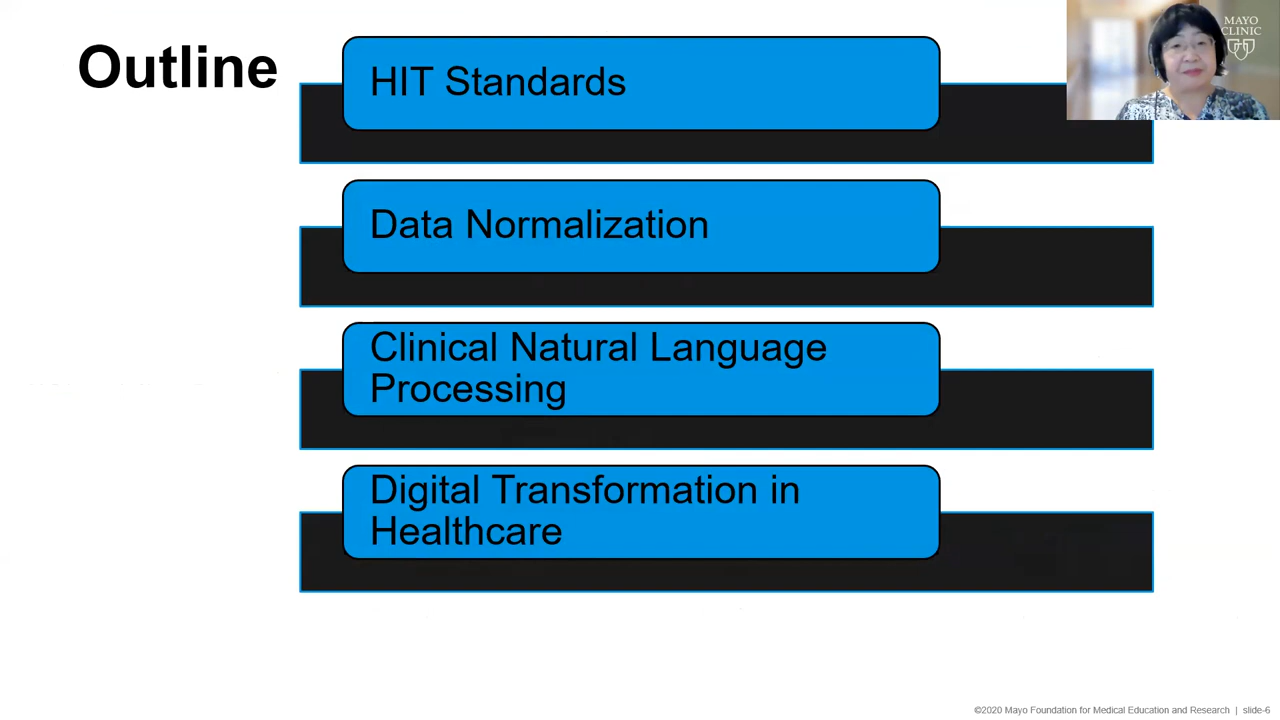 Outline
HIT Standards
MAYO
CLINIC
Data Normalization
Clinical Natural Language
Processing
Digital Transformation in
Healthcare
©2020 Mayo Foundation for Medical Education and Research | slide-6